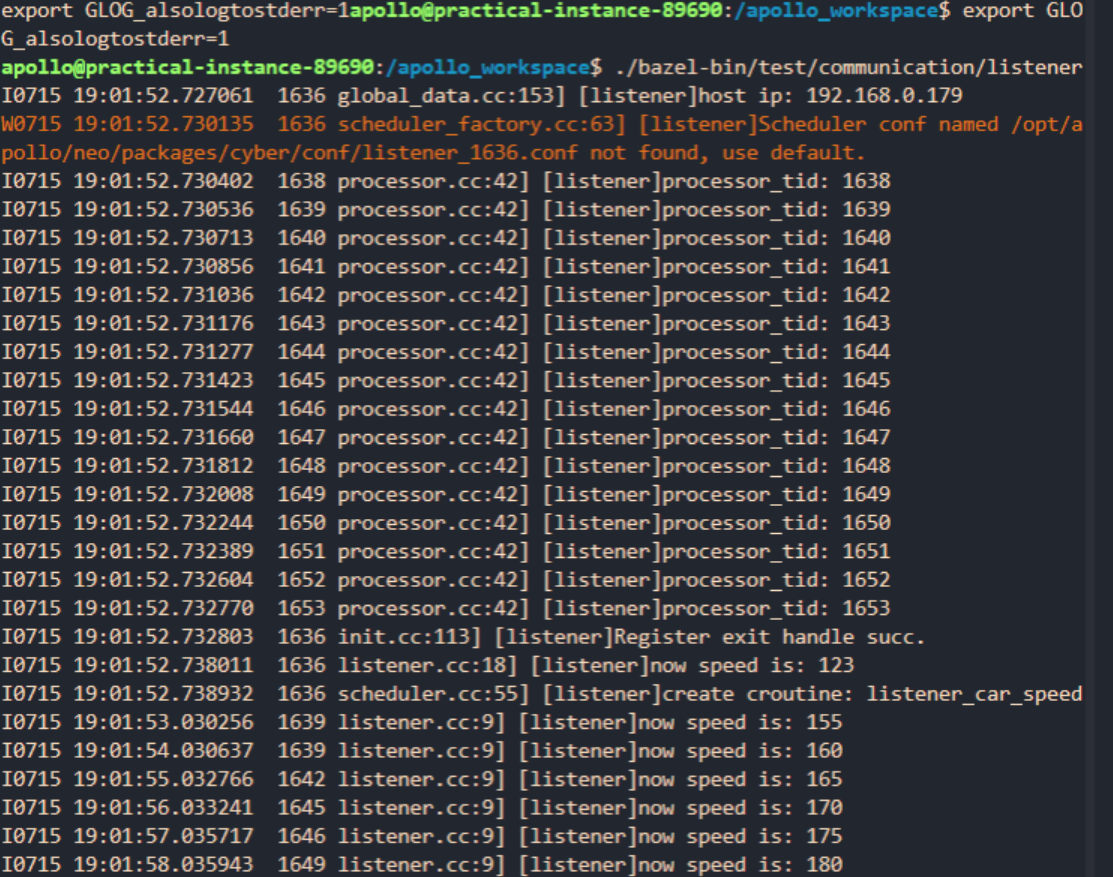 export GLOG_alsologtostderr=1apollo@practical-instance-89690:/apollo_workspace$ export GLO
G_alsologtostderr=1
apollo@practical-instance-89690:/apollo_workspace$ ./bazel-bin/test/communication/listener
I0715 19:01:52.727061  1636 global_data.cc:153] [listener]host ip: 192.168.0.179
W0715 19:01:52.730135  1636 scheduler_factory.cc:63] [listener]Scheduler conf named /opt/a
pollo/neo/packages/cyber/conf/listener_1636.conf not found, use default.
I0715 19:01:52.730402  1638 processor.cc:42] [listener]processor_tid: 1638
I0715 19:01:52.730536  1639 processor.cc:42] [listener]processor_tid: 1639
I0715 19:01:52.730713  1640 processor.cc:42] [listener]processor_tid: 1640
I0715 19:01:52.730856  1641 processor.cc:42] [listener]processor_tid: 1641
I0715 19:01:52.731036  1642 processor.cc:42] [listener]processor_tid: 1642
I0715 19:01:52.731176  1643 processor.cc:42] [listener]processor_tid: 1643
I0715 19:01:52.731277  1644 processor.cc:42] [listener]processor_tid: 1644
I0715 19:01:52.731423  1645 processor.cc:42] [listener]processor_tid: 1645
I0715 19:01:52.731544  1646 processor.cc:42] [listener]processor_tid: 1646
I0715 19:01:52.731660  1647 processor.cc:42] [listener]processor_tid: 1647
I0715 19:01:52.731812  1648 processor.cc:42] [listener]processor_tid: 1648
I0715 19:01:52.732008  1649 processor.cc:42] [listener]processor_tid: 1649
I0715 19:01:52.732244  1650 processor.cc:42] [listener]processor_tid: 1650
I0715 19:01:52.732389  1651 processor.cc:42] [listener]processor_tid: 1651
I0715 19:01:52.732604  1652 processor.cc:42] [listener]processor_tid: 1652
I0715 19:01:52.732770  1653 processor.cc:42] [listener]processor_tid: 1653
I0715 19:01:52.732803  1636 init.cc:113] [listener]Register exit handle succ.
I0715 19:01:52.738011  1636 listener.cc:18] [listener]now speed is: 123
I0715 19:01:52.738932  1636 scheduler.cc:55] [listener]create croutine: listener_car_speed
I0715 19:01:53.030256  1639 listener.cc:9] [listener]now speed is: 155
I0715 19:01:54.030637  1639 listener.cc:9] [listener]now speed is: 160
I0715 19:01:55.032766  1642 listener.cc:9] [listener]now speed is: 165
I0715 19:01:56.033241  1645 listener.cc:9] [listener]now speed is: 170
I0715 19:01:57.035717  1646 listener.cc:9] [listener]now speed is: 175
I0715 19:01:58.035943  1649 listener.cc:9] [listener]now speed is: 180